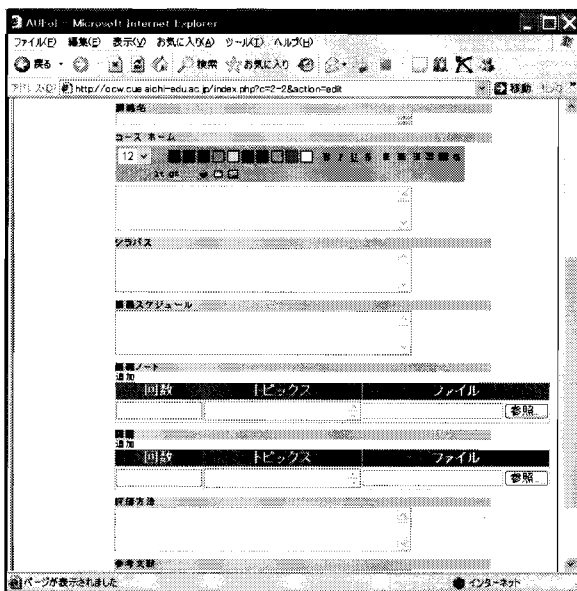 AUEol - Microsoft Internet Explorer
ファイル(F) 編集(E) 表示(V) お気に入り(A) ツール(T) ヘルプ(H)
戻る 検索 お気に入り
http://ocw.cue.aichi-edu.ac.jp/index.php?c=2-2&action=edit 移動
講義名
コース ホーム
12
シラバス
講義スケジュール
講義ノート
追加
回数 トピックス ファイル
参照...
課題
追加
回数 トピックス ファイル
参照...
評価方法
参考文献
ページが表示されました インターネット